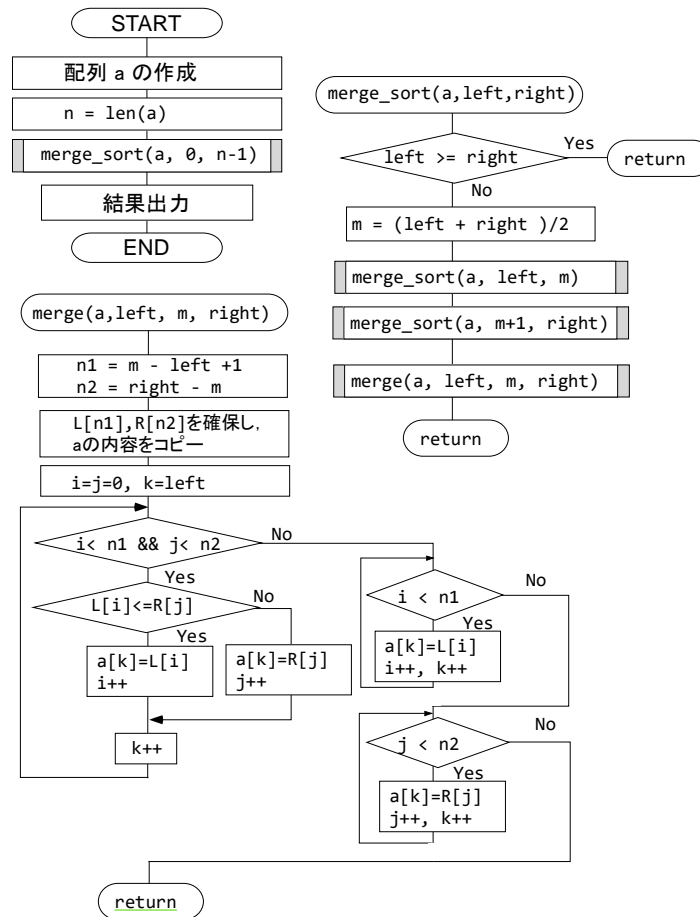 START
配列 a の作成
n = len(a)
merge_sort(a, 0, n-1)
結果出力
END
merge_sort(a,left,right)
left >= right
Yes
return
No
m = (left + right )/2
merge_sort(a, left, m)
merge_sort(a, m+1, right)
merge(a, left, m, right)
return
merge(a,left, m, right)
n1 = m - left +1
n2 = right - m
L[n1],R[n2]を確保し,
aの内容をコピー
i=j=0, k=left
i< n1 && j< n2
No
Yes
L[i]<=R[j]
No
Yes
a[k]=L[i]
i++
a[k]=R[j]
j++
k++
i < n1
No
Yes
a[k]=L[i]
i++, k++
j < n2
No
Yes
a[k]=R[j]
j++, k++
return